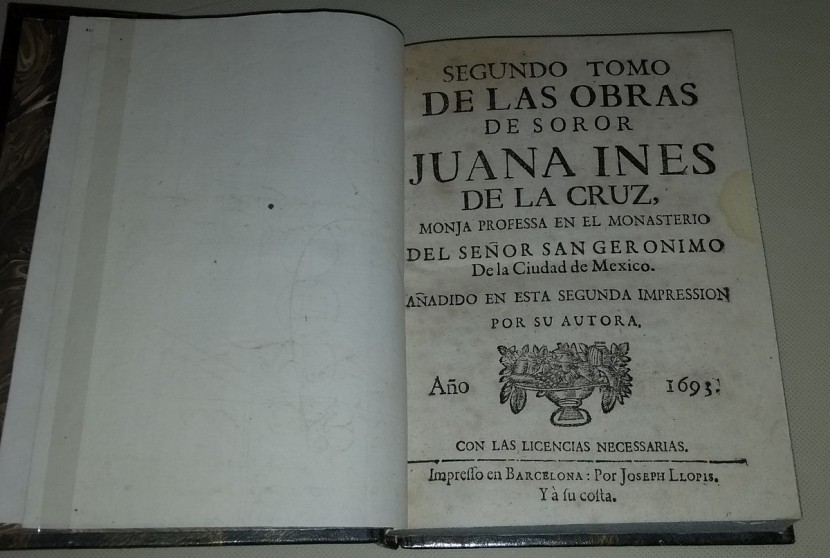 SEGUNDO TOMO
DE LAS OBRAS
DE SOROR
JUANA INES
DE LA CRUZ,
MONJA PROFESSA EN EL MONASTERIO
DEL SEÑOR SAN GERONIMO
De la Ciudad de Mexico.
AÑADIDO EN ESTA SEGUNDA IMPRESSION
POR SU AUTORA.
Año 1693.
CON LAS LICENCIAS NECESSARIAS.
Impreſſo en BARCELONA: Por JOSEPH LLOPIS.
Y à ſu coſta.